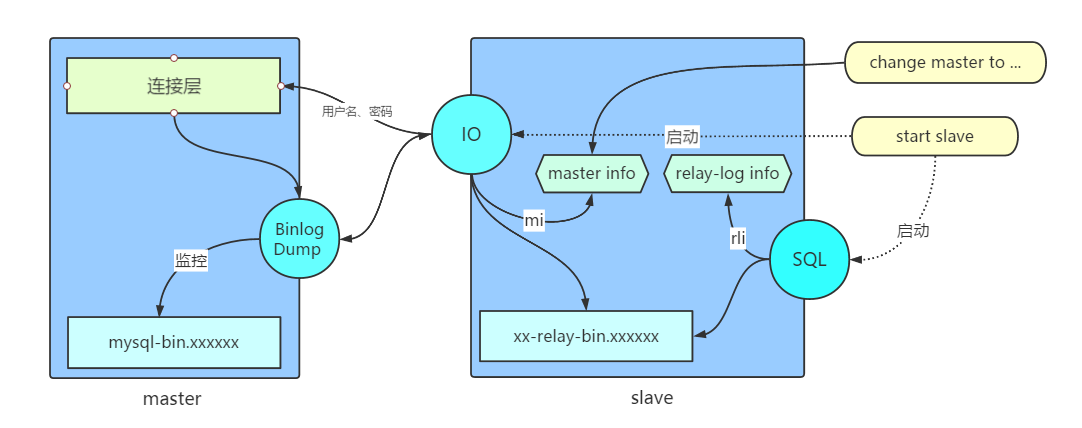 连接层
用户名、密码
IO
启动
change master to ...
start slave
master info
relay-log info
mi
rli
启动
Binlog
Dump
监控
SQL
mysql-bin.xxxxxx
xx-relay-bin.xxxxxx
master
slave